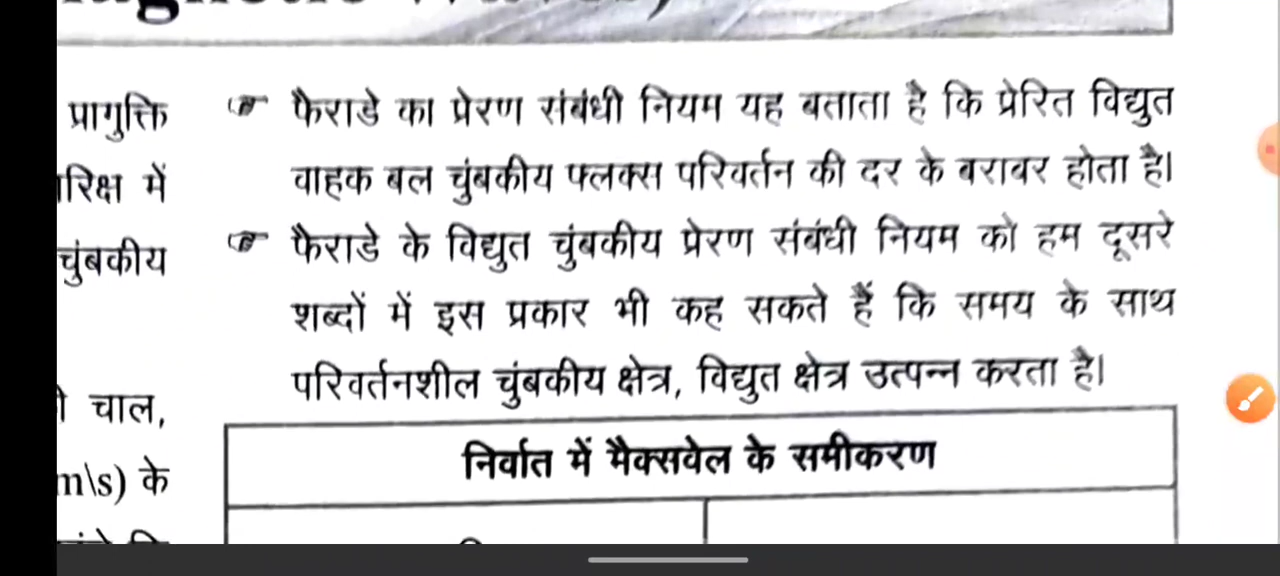 प्रागुक्ति
रिक्ष में
चुंबकीय
चाल,
m\s) के
फैराडे का प्रेरण संबंधी नियम यह बताता है कि प्रेरित विद्युत
वाहक बल चुंबकीय फ्लक्स परिवर्तन की दर के बराबर होता है।
फैराडे के विद्युत चुंबकीय प्रेरण संबंधी नियम को हम दूसरे
शब्दों में इस प्रकार भी कह सकते हैं कि समय के साथ
परिवर्तनशील चुंबकीय क्षेत्र, विद्युत क्षेत्र उत्पन्न करता है।
निर्वात में मैक्सवेल के समीकरण